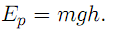 E_p = mgh.